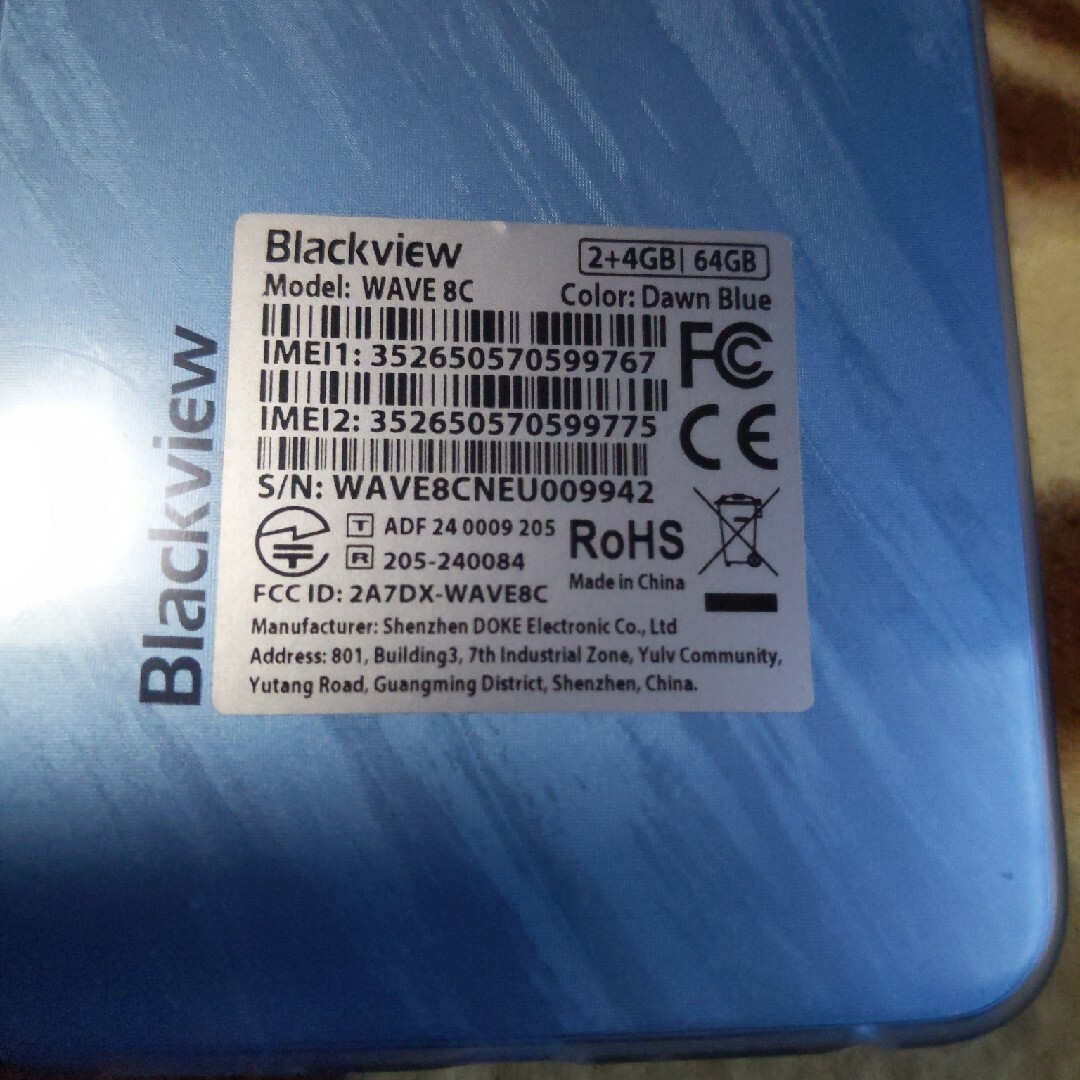 Blackview
2+4GB | 64GB
Model: WAVE 8C
Color: Dawn Blue
IMEI1: 352650570599767
FC
IMEI2: 352650570599775
CE
S/N: WAVE8CNEU009942
T ADF 24 0009 205
R 205-240084
RoHS
Made in China
FCC ID: 2A7DX-WAVE8C
Manufacturer: Shenzhen DOKE Electronic Co., Ltd
Address: 801, Building3, 7th Industrial Zone, Yulv Community,
Yutang Road, Guangming District, Shenzhen, China.
Blackview